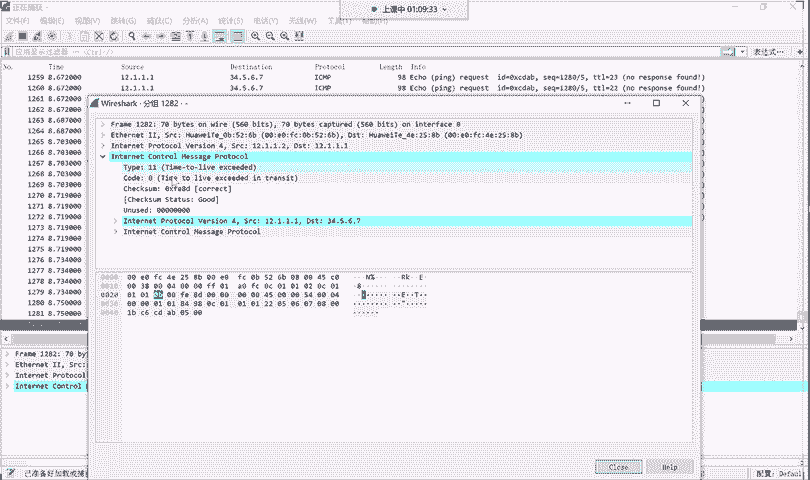 正在捕获 -
上课中 01:09:33
文件(F) 编辑(E) 视图(V) 跳转(G) 捕获(C) 分析(A) 统计(S) 电话(Y) 无线(W) 工具(T) 帮助(H)
应用显示过滤器 表达式…
No. Time Source Destination Protocol Length Info
1259 8.672000 12.1.1.1 34.5.6.7 ICMP 98 Echo (ping) request id=0xcdab, seq=1280/5, ttl=23 (no response found!)
1260 8.672000 12.1.1.1 34.5.6.7 ICMP 98 Echo (ping) request id=0xcdab, seq=1280/5, ttl=22 (no response found!)
1261 8.672000
1262 8.687000
1263 8.687000
1264 8.687000
1265 8.703000
1266 8.703000
1267 8.703000
1268 8.703000
1269 8.703000
1270 8.719000
1271 8.719000
1272 8.719000
1273 8.719000
1274 8.719000
1275 8.719000
1276 8.734000
1277 8.734000
1278 8.734000
1279 8.734000
1280 8.750000
1281 8.750000
Wireshark · 分组 1282 · -
Frame 1282: 70 bytes on wire (560 bits), 70 bytes captured (560 bits) on interface 0
Ethernet II, Src: HuaweiTe_0b:52:6b (00:e0:fc:0b:52:6b), Dst: HuaweiTe_4e:25:8b (00:e0:fc:4e:25:8b)
Internet Protocol Version 4, Src: 12.1.1.2, Dst: 12.1.1.1
Internet Control Message Protocol
Type: 11 (Time-to-live exceeded)
Code: 0 (Time to live exceeded in transit)
Checksum: 0xfe8d [correct]
[Checksum Status: Good]
Unused: 00000000
Internet Protocol Version 4, Src: 12.1.1.1, Dst: 34.5.6.7
Internet Control Message Protocol
0000 00 e0 fc 4e 25 8b 00 e0 fc 0b 52 6b 08 00 45 c0
0010 00 38 00 04 00 00 ff 01 a0 fc 0c 01 01 02 0c 01
0020 01 01 0b 00 fe 8d 00 00 00 00 45 00 00 54 00 04
0030 00 00 01 01 84 98 0c 01 01 01 22 05 06 07 08 00
0040 1b c6 cd ab 05 00
Close Help
Frame 1282: 70 by
Ethernet II, Src:
Internet Protocol
Internet Control
已准备好加载或捕
配置: Defaul